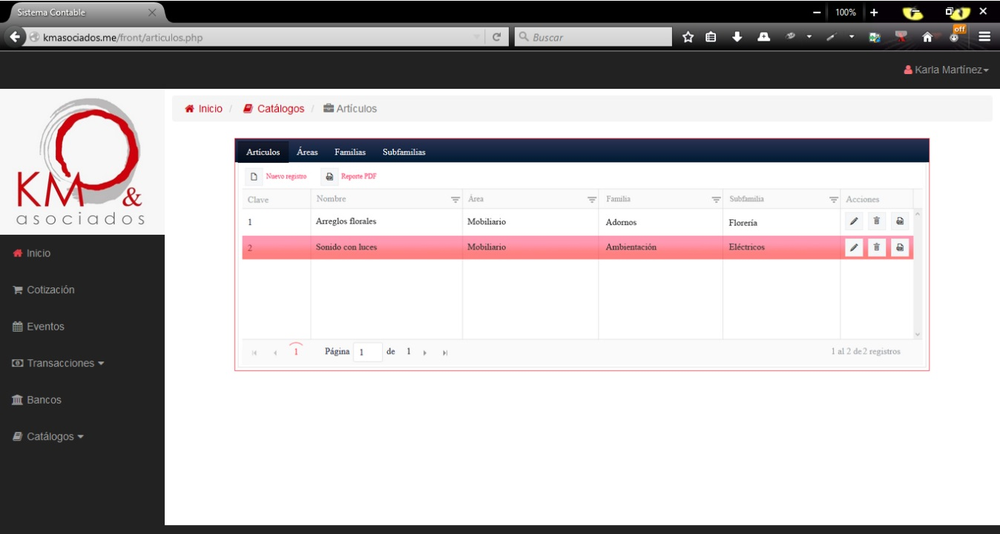 Sistema Contable
100%
kmasociados.me/front/articulos.php
Buscar
off
Karla Martínez
KM &
asociados
Inicio / Catálogos / Artículos
Artículos Áreas Familias Subfamilias
Nuevo registro Reporte PDF
Clave Nombre Área Familia Subfamilia Acciones
1 Arreglos florales Mobiliario Adornos Florería
2 Sonido con luces Mobiliario Ambientación Eléctricos
1 Página 1 de 1 1 al 2 de 2 registros
Inicio
Cotización
Eventos
Transacciones
Bancos
Catálogos